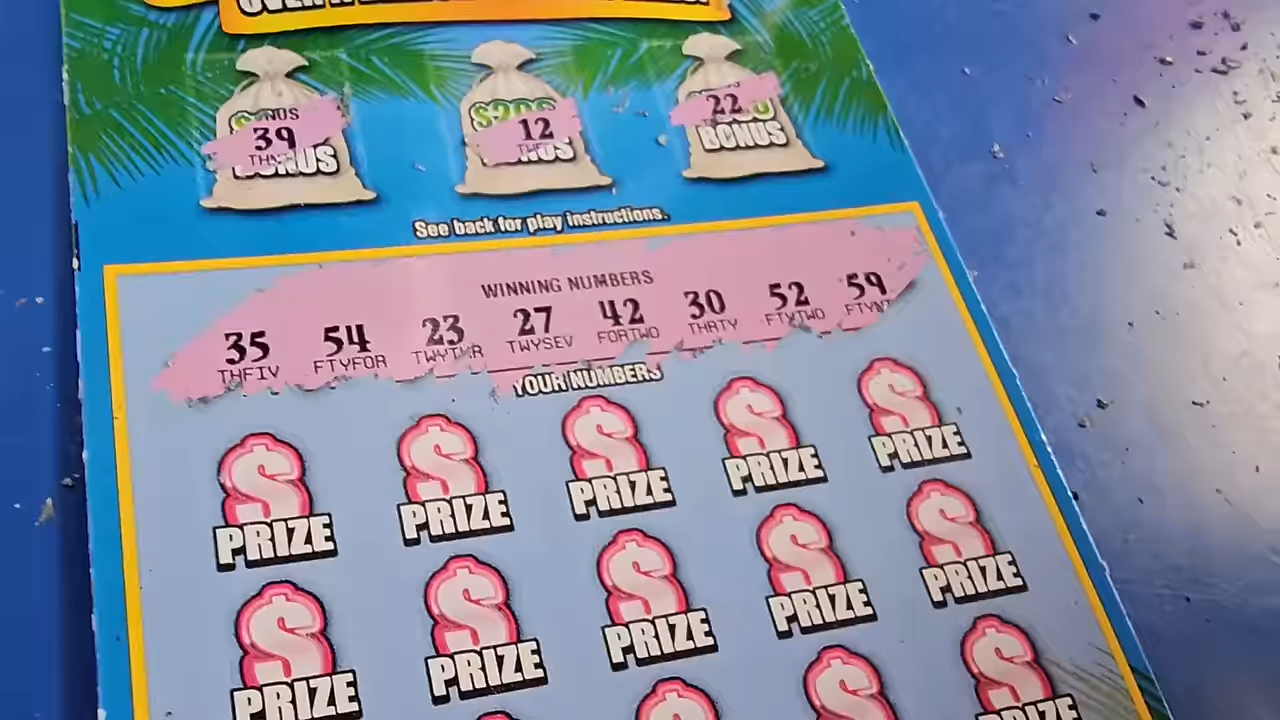 39
BONUS
12
BONUS
22
BONUS
See back for play instructions.
WINNING NUMBERS
35 54 23 27 42 30 52 59
THFIV FTYFOR TWYTHR TWYSEV FORTWO THRTY FTYTWO FTYNI
YOUR NUMBERS
PRIZE PRIZE PRIZE PRIZE PRIZE
PRIZE PRIZE PRIZE PRIZE PRIZE
PRIZE